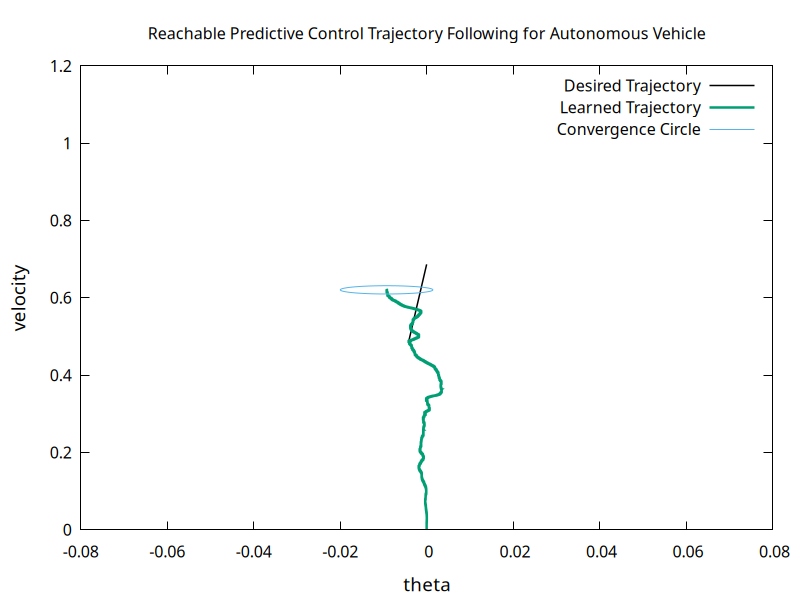 Reachable Predictive Control Trajectory Following for Autonomous Vehicle
1.2
Desired Trajectory
Learned Trajectory
Convergence Circle
1
0.8
velocity
0.6
0.4
0.2
0
-0.08 -0.06 -0.04 -0.02 0 0.02 0.04 0.06 0.08
theta